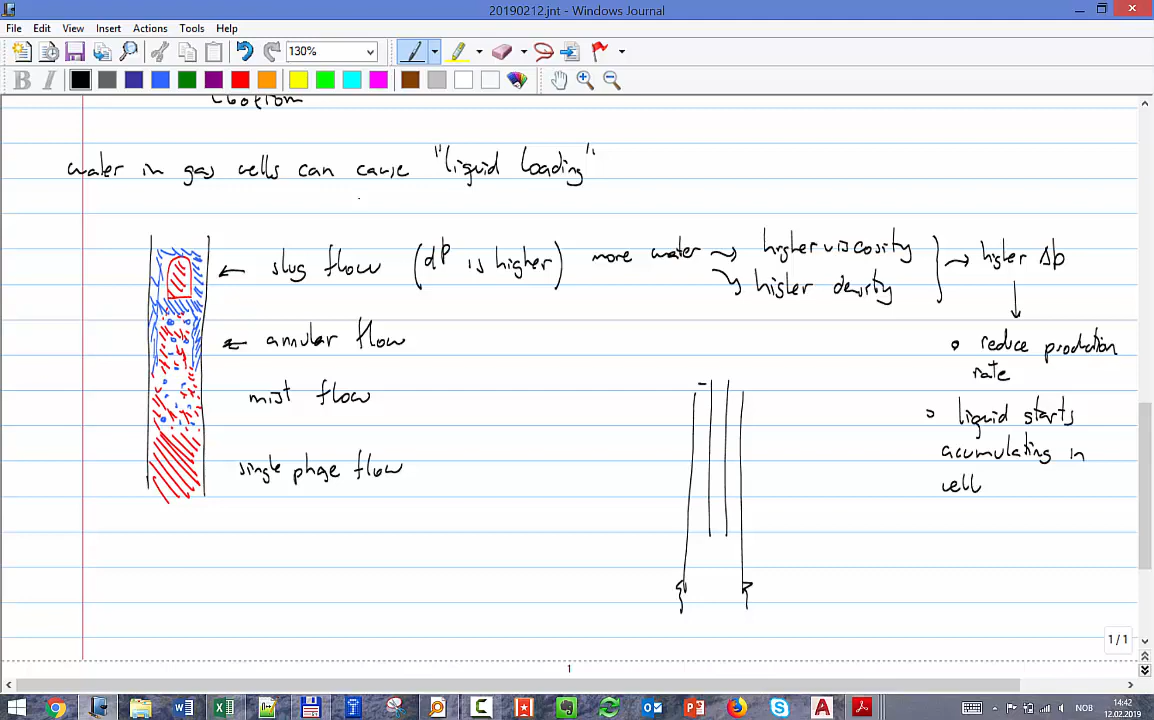 20190212.jnt - Windows Journal
File Edit View Insert Actions Tools Help
130%
B I
bottom
water in gas wells can cause "liquid loading"
← slug flow (dP is higher) more water → higher viscosity → higher Δp
higher density
← annular flow
• reduce production
rate
mist flow
• liquid starts
acumulating in
well
single phase flow
1 / 1
1
NOB
14:42
12.02.2019